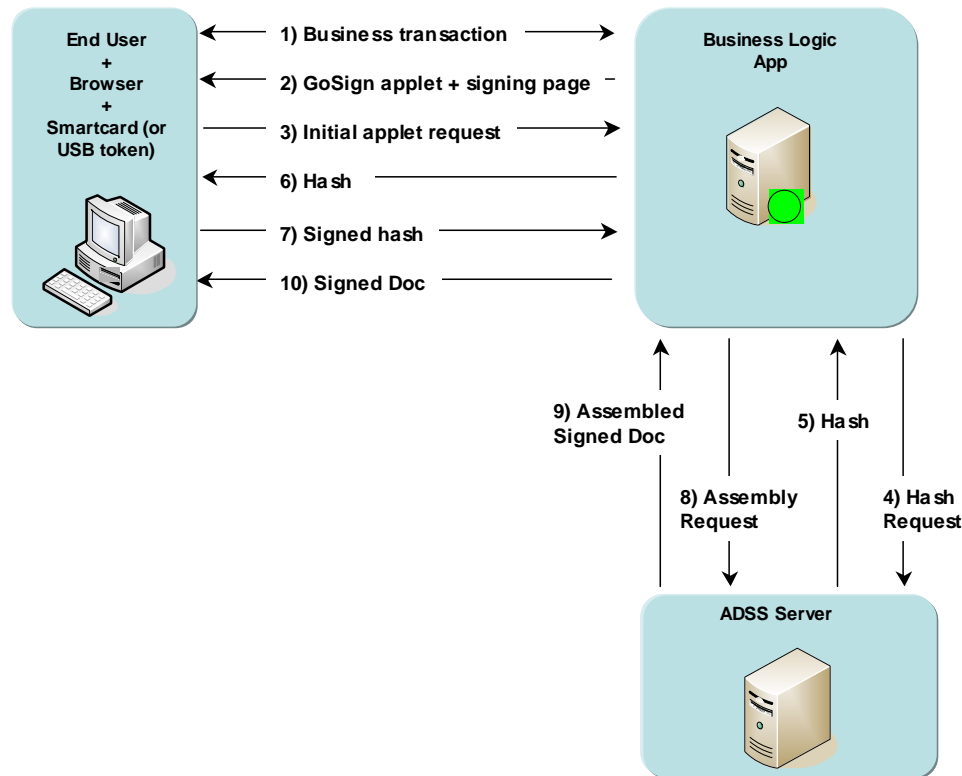 End User
+
Browser
+
Smartcard (or
USB token)
1) Business transaction
2) GoSign applet + signing page
3) Initial applet request
6) Hash
7) Signed hash
10) Signed Doc
Business Logic
App
9) Assembled
Signed Doc
8) Assembly
Request
5) Hash
4) Hash
Request
ADSS Server